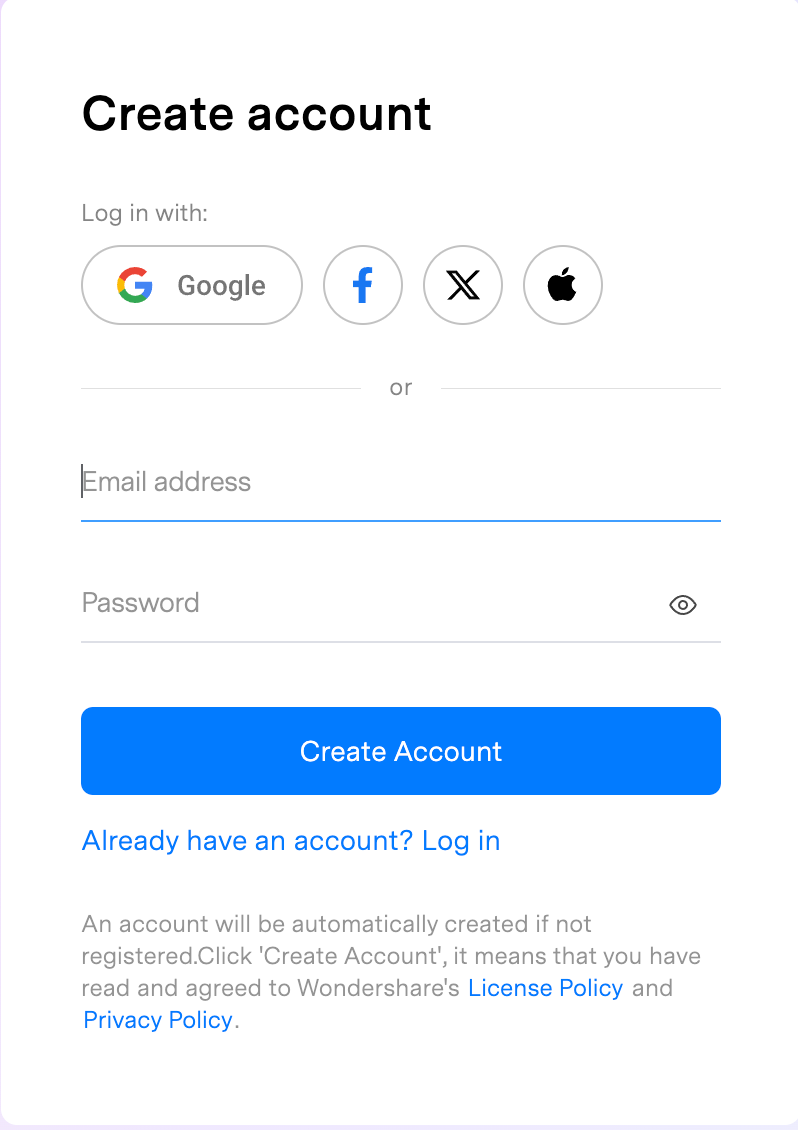 Create account
Log in with:
Google
or
Email address
Password
Create Account
Already have an account? Log in
An account will be automatically created if not
registered.Click 'Create Account', it means that you have
read and agreed to Wondershare's License Policy and
Privacy Policy.